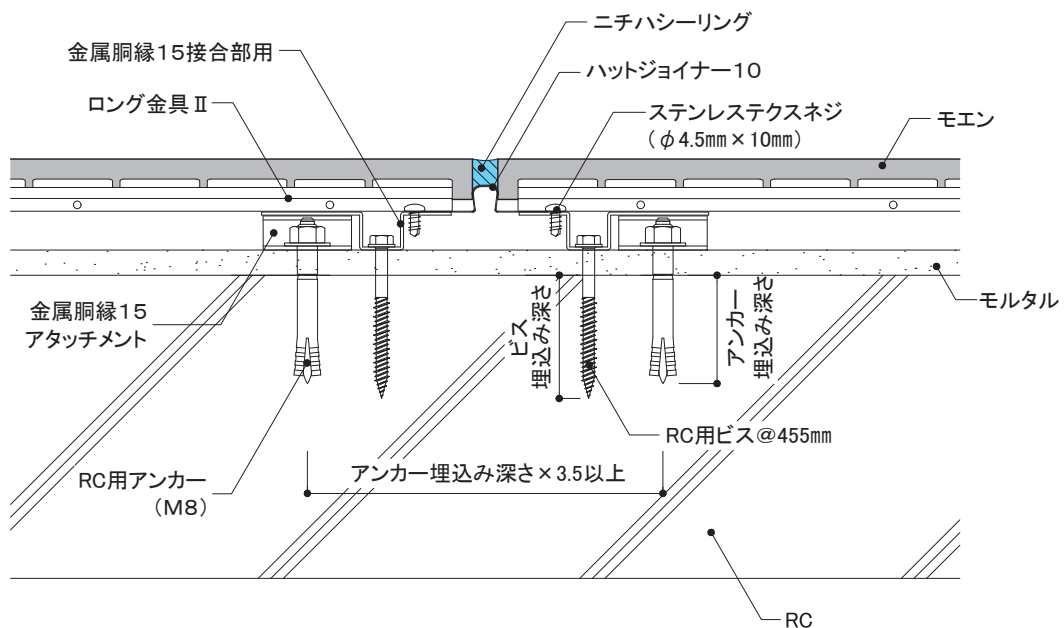 ニチハシーリング
金属胴縁15接合部用
ハットジョイナー10
ロング金具Ⅱ
ステンレステクスネジ
(φ4.5mm×10mm)
モエン
金属胴縁15
アタッチメント
ビス
埋込み深さ
アンカー
埋込み深さ
モルタル
RC用ビス@455mm
アンカー埋込み深さ×3.5以上
RC用アンカー
(M8)
RC